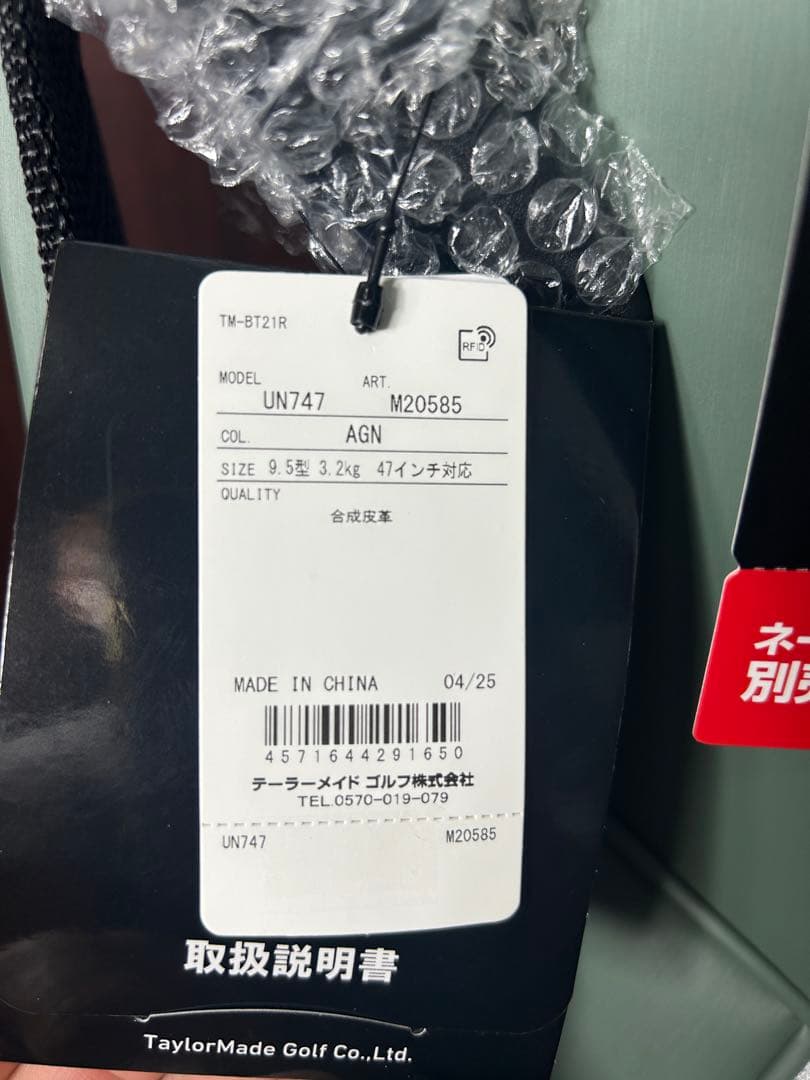 TM-BT21R
RFID
MODEL UN747 ART. M20585
COL. AGN
SIZE 9.5型 3.2kg 47インチ対応
QUALITY
合成皮革
MADE IN CHINA 04/25
4571644291650
テーラーメイド ゴルフ株式会社
TEL.0570-019-079
UN747 M20585
取扱説明書
TaylorMade Golf Co.,Ltd.
ネー
別